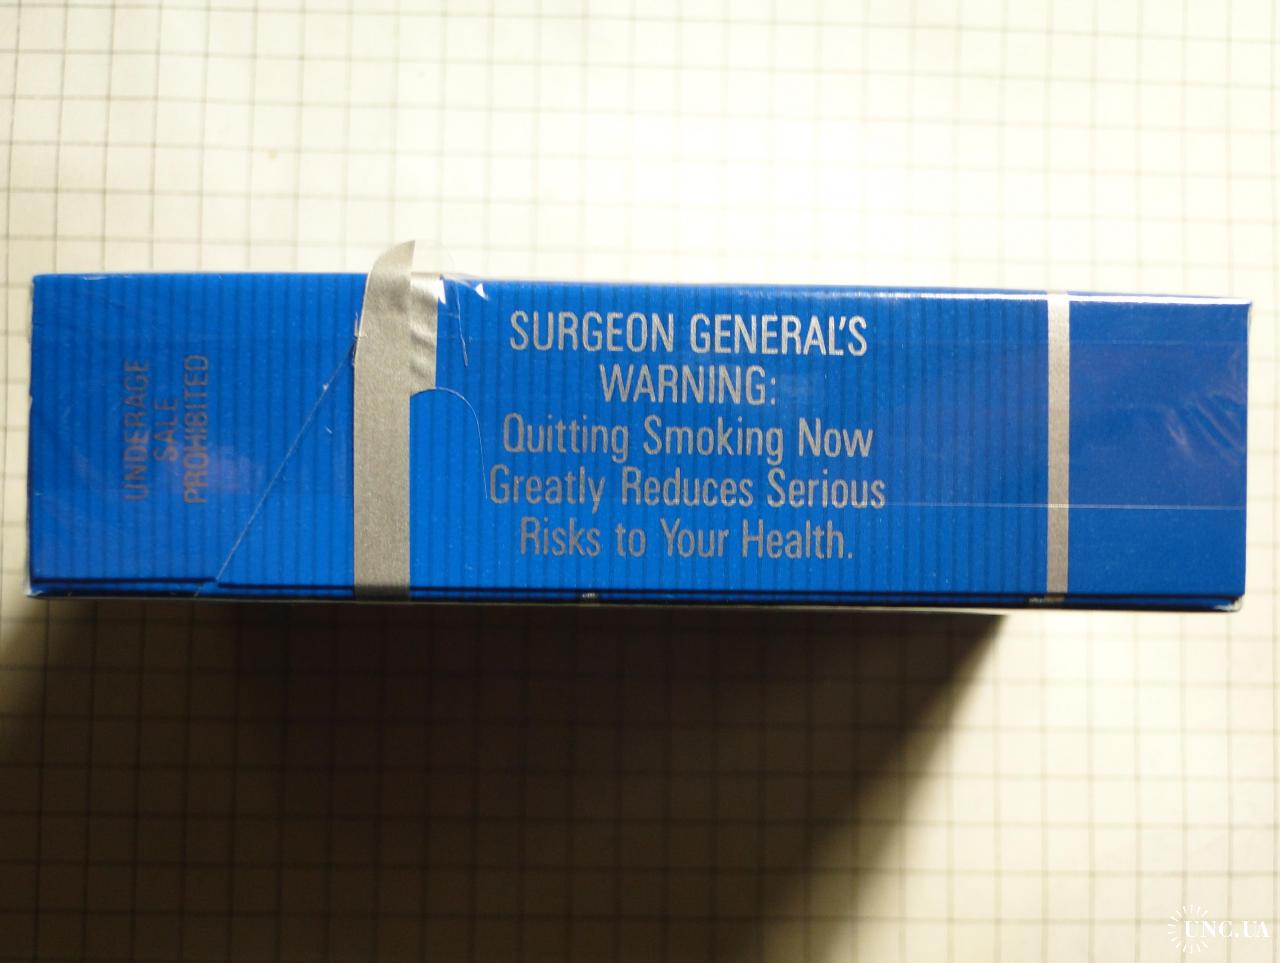 UNDERAGE
SALE
PROHIBITED
SURGEON GENERAL'S
WARNING:
Quitting Smoking Now
Greatly Reduces Serious
Risks to Your Health.
UNC.UA